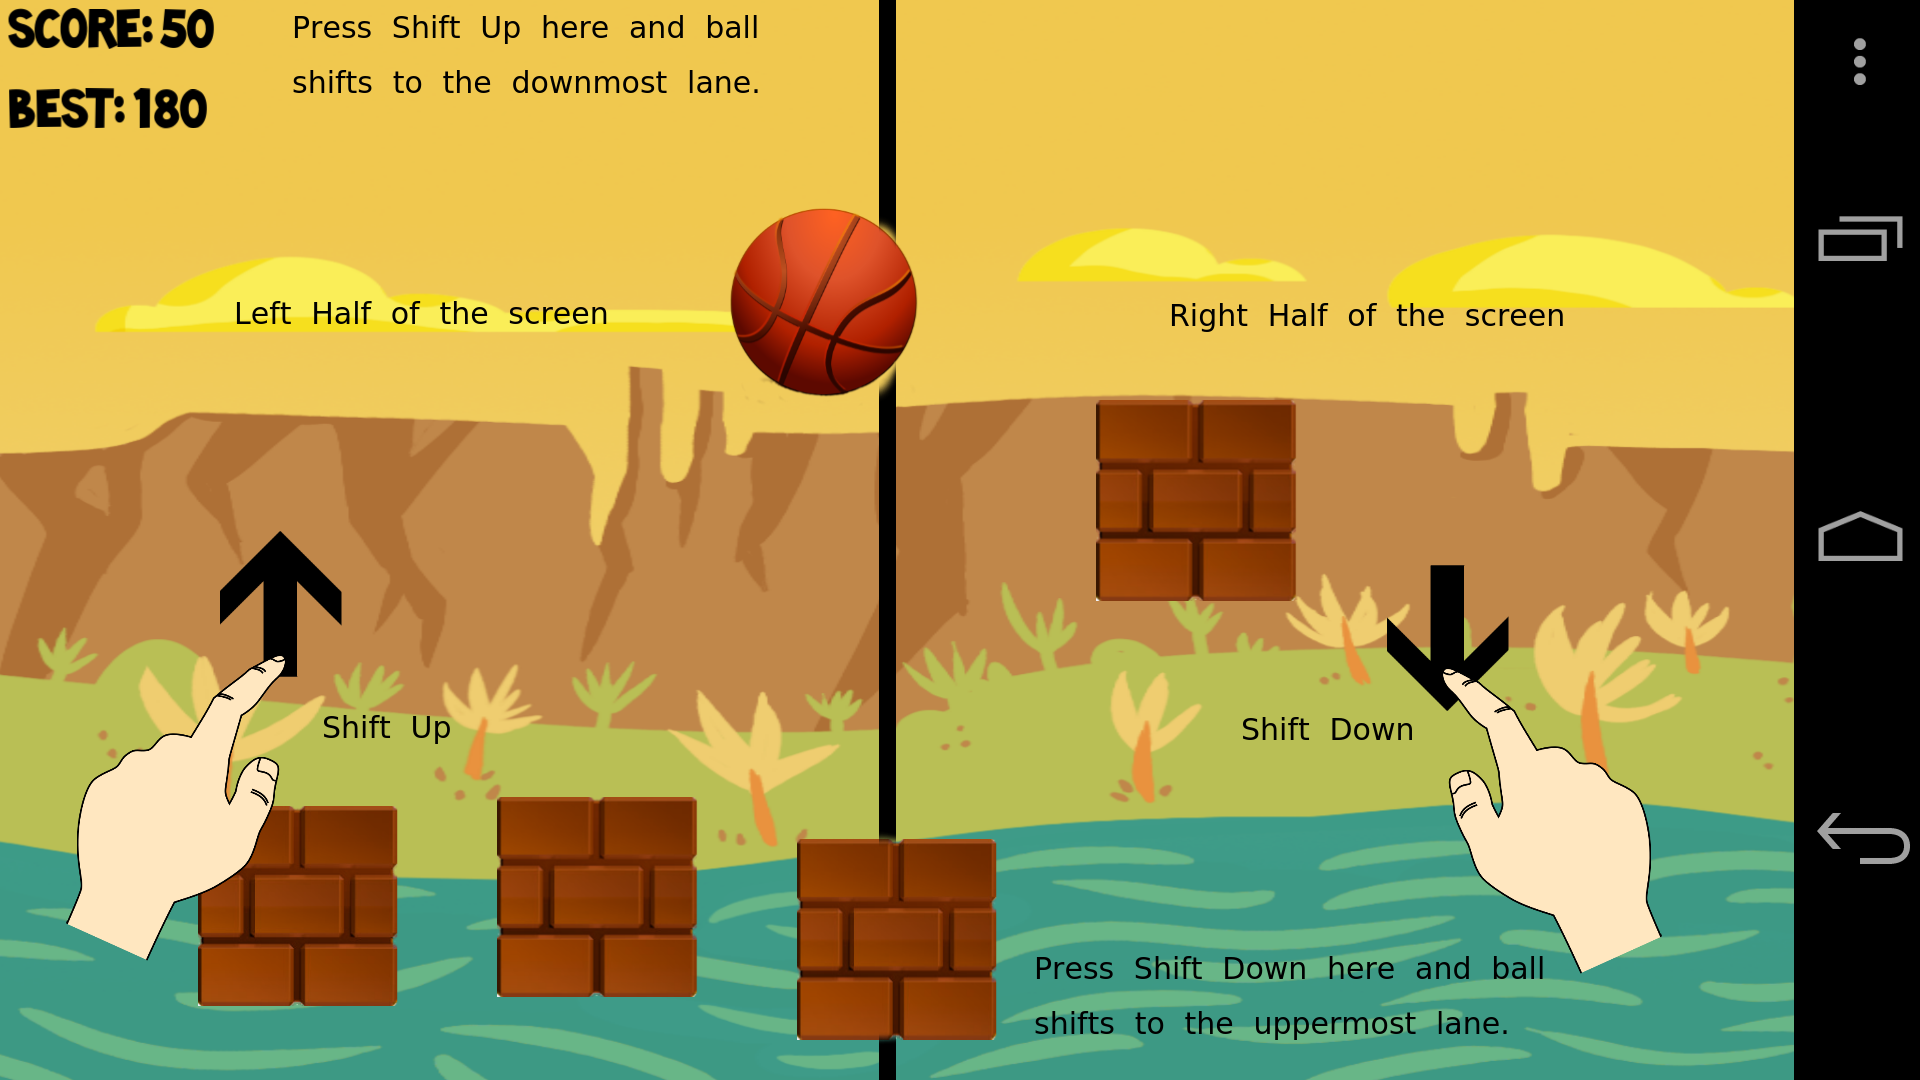 SCORE: 50
BEST: 180
Press Shift Up here and ball
shifts to the downmost lane.
Left Half of the screen
Right Half of the screen
Shift Up
Shift Down
Press Shift Down here and ball
shifts to the uppermost lane.